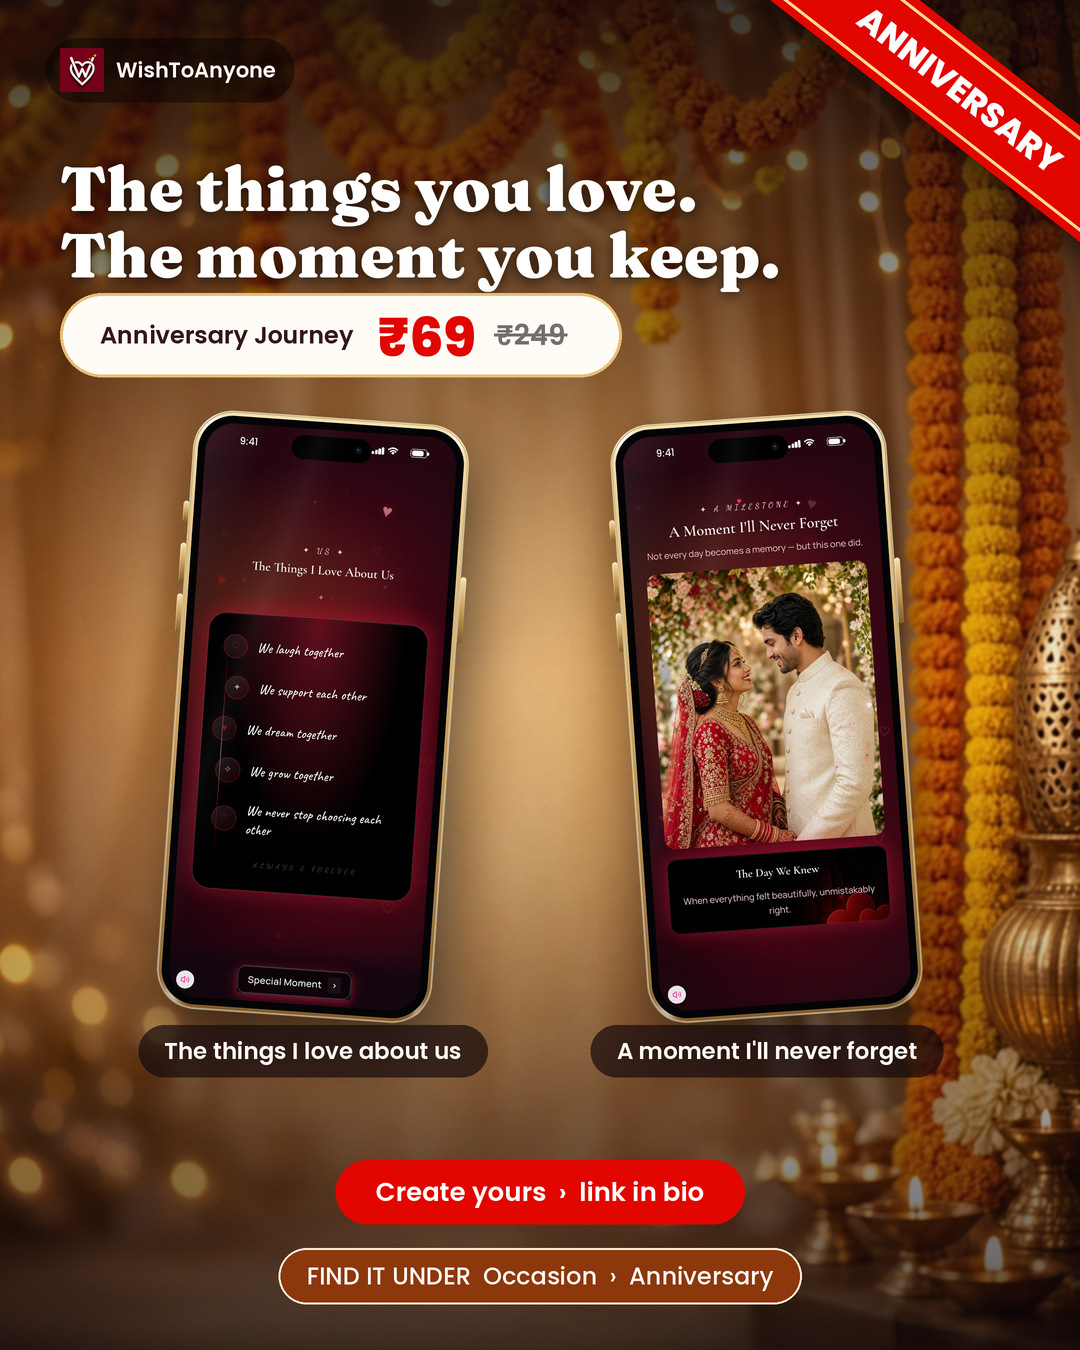 WishToAnyone
ANNIVERSARY
The things you love.
The moment you keep.
Anniversary Journey ₹69 ₹249
9:41
✦ US ✦
The Things I Love About Us
We laugh together
We support each other
We dream together
We grow together
We never stop choosing each
other
ALWAYS & FOREVER
Special Moment ›
9:41
✦ A MILESTONE ✦
A Moment I'll Never Forget
Not every day becomes a memory — but this one did.
The Day We Knew
When everything felt beautifully, unmistakably
right.
The things I love about us
A moment I'll never forget
Create yours › link in bio
FIND IT UNDER Occasion › Anniversary